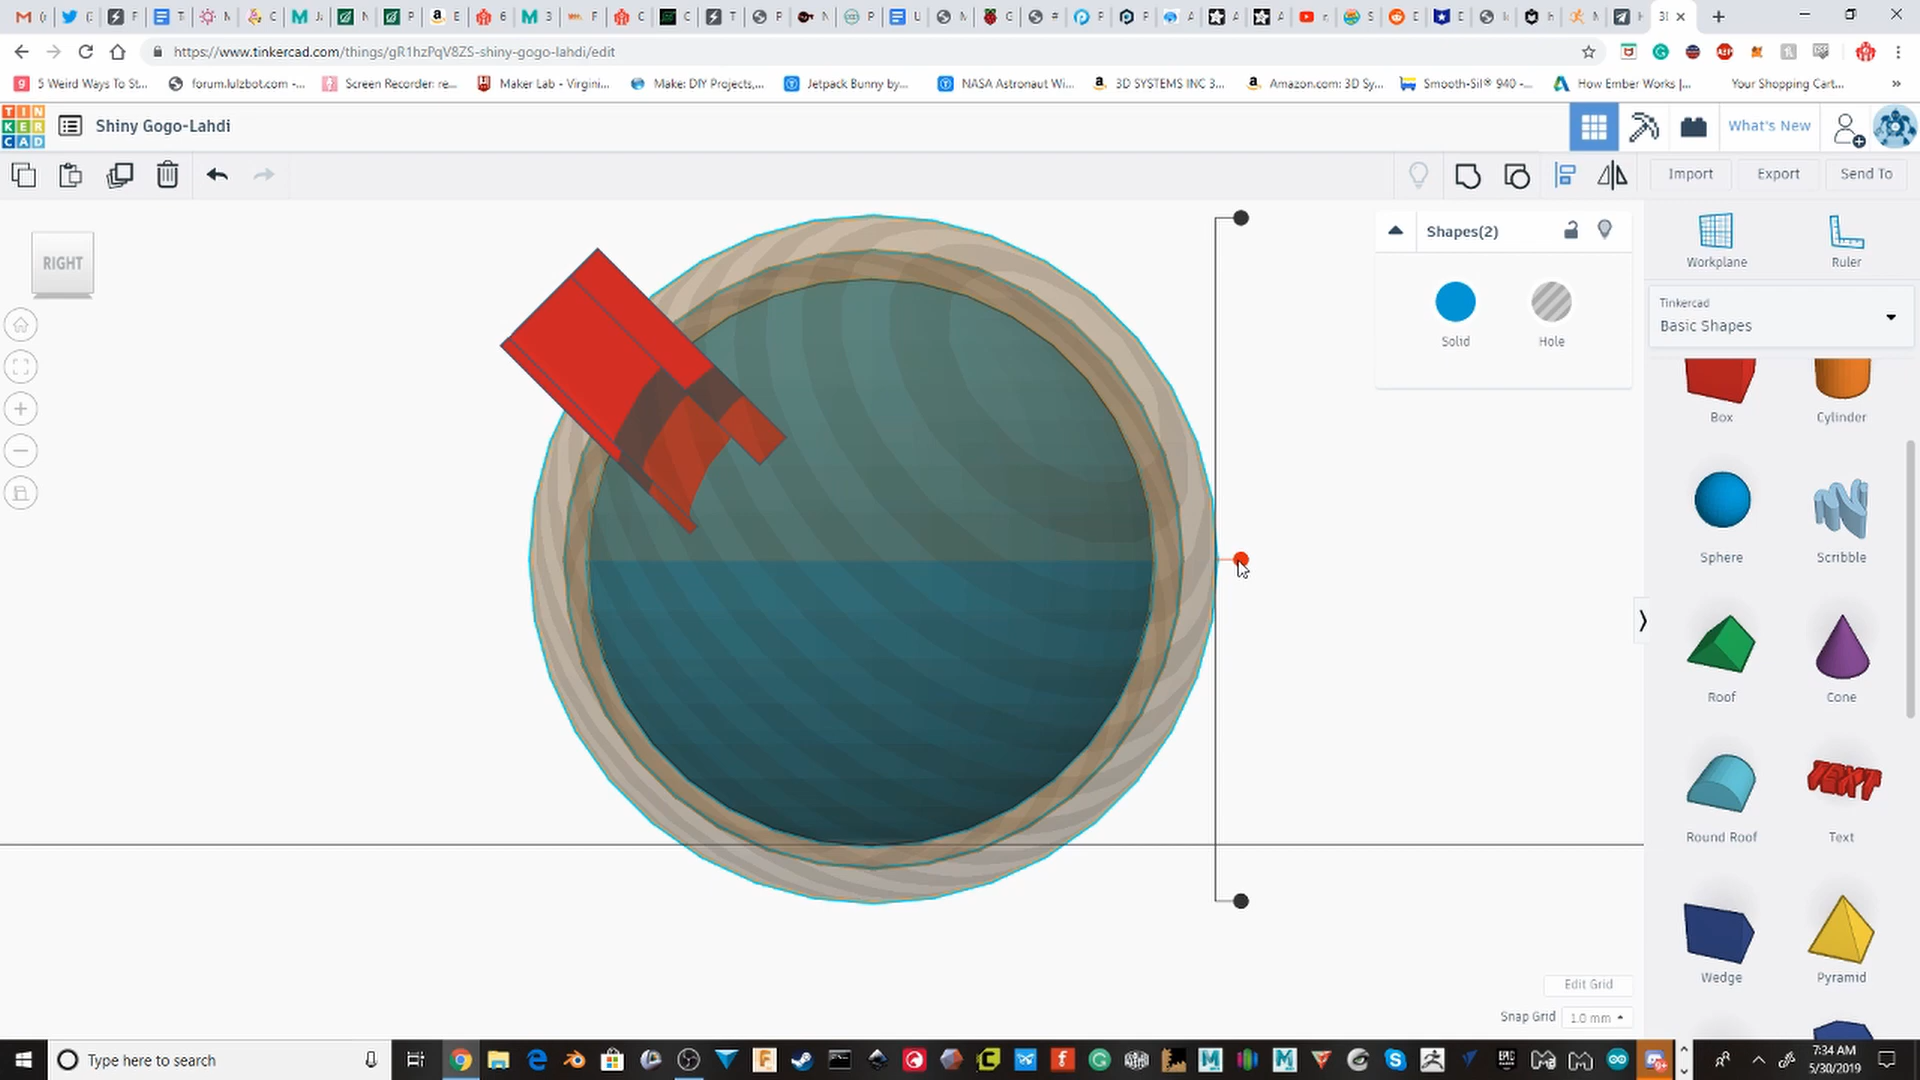 https://www.tinkercad.com/things/gR1hzPqV8ZS-shiny-gogo-lahdi/edit
5 Weird Ways To St...
forum.lulzbot.com -...
Screen Recorder: re...
Maker Lab - Virgini...
Make: DIY Projects,...
Jetpack Bunny by...
NASA Astronaut Wi...
3D SYSTEMS INC 3...
Amazon.com: 3D Sy...
Smooth-Sil® 940 -...
How Ember Works |...
Your Shopping Cart...
TIN
KER
CAD
Shiny Gogo-Lahdi
What's New
Import
Export
Send To
RIGHT
Shapes(2)
Solid
Hole
Workplane
Ruler
Tinkercad
Basic Shapes
Box
Cylinder
Sphere
Scribble
Roof
Cone
TEXT
Round Roof
Text
Wedge
Pyramid
Edit Grid
Snap Grid
1.0 mm
Type here to search
7:34 AM
5/30/2019